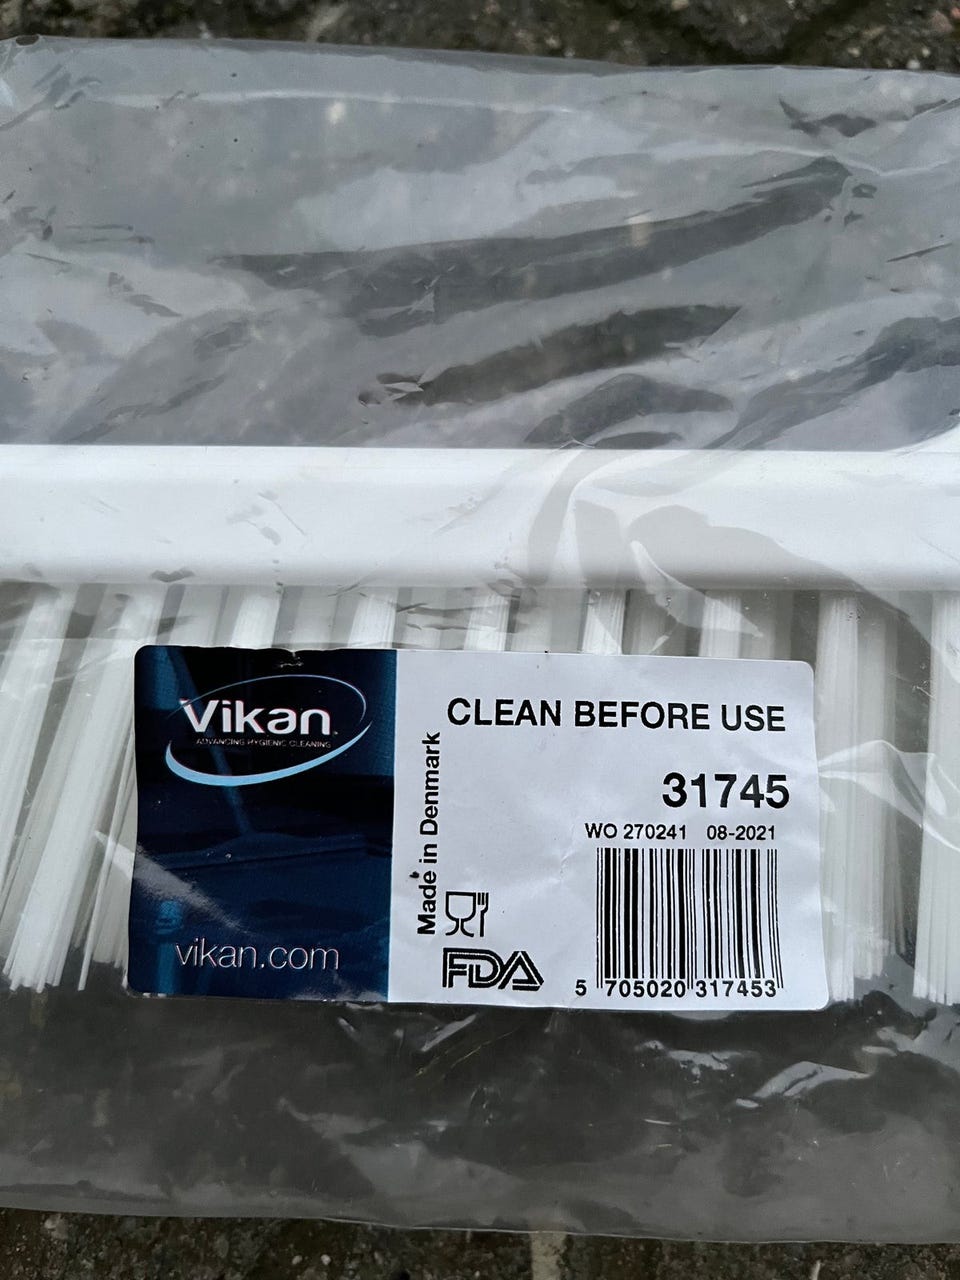 Vikan
ADVANCING HYGIENIC CLEANING
vikan.com
Made in Denmark
CLEAN BEFORE USE
31745
WO 270241 08-2021
FDA
5 705020 317453